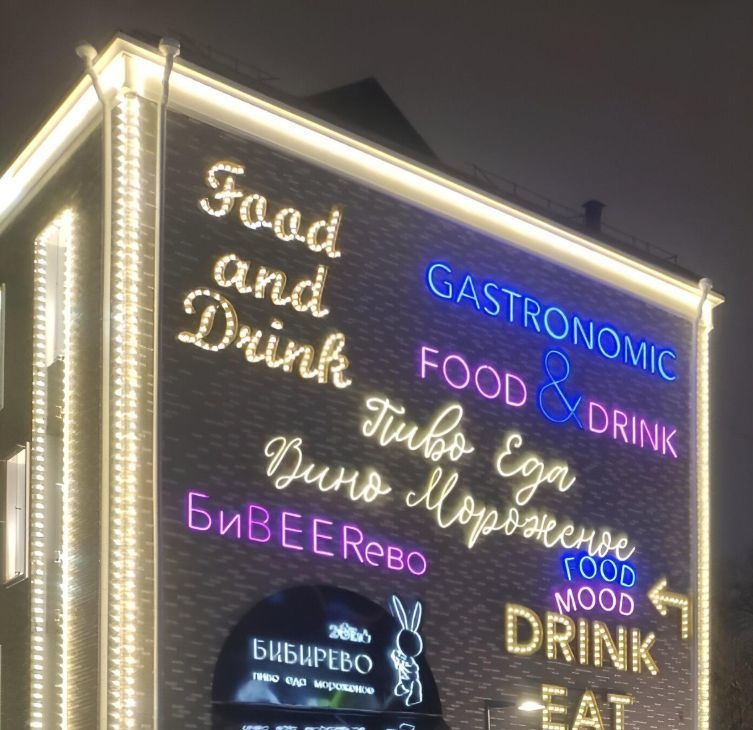 Food
and
Drink
GASTRONOMIC
FOOD & DRINK
Пиво Еда
Вино Мороженое
БиBEERево
FOOD
MOOD
DRINK
EAT
БИБИРЕВО
пиво еда мороженое